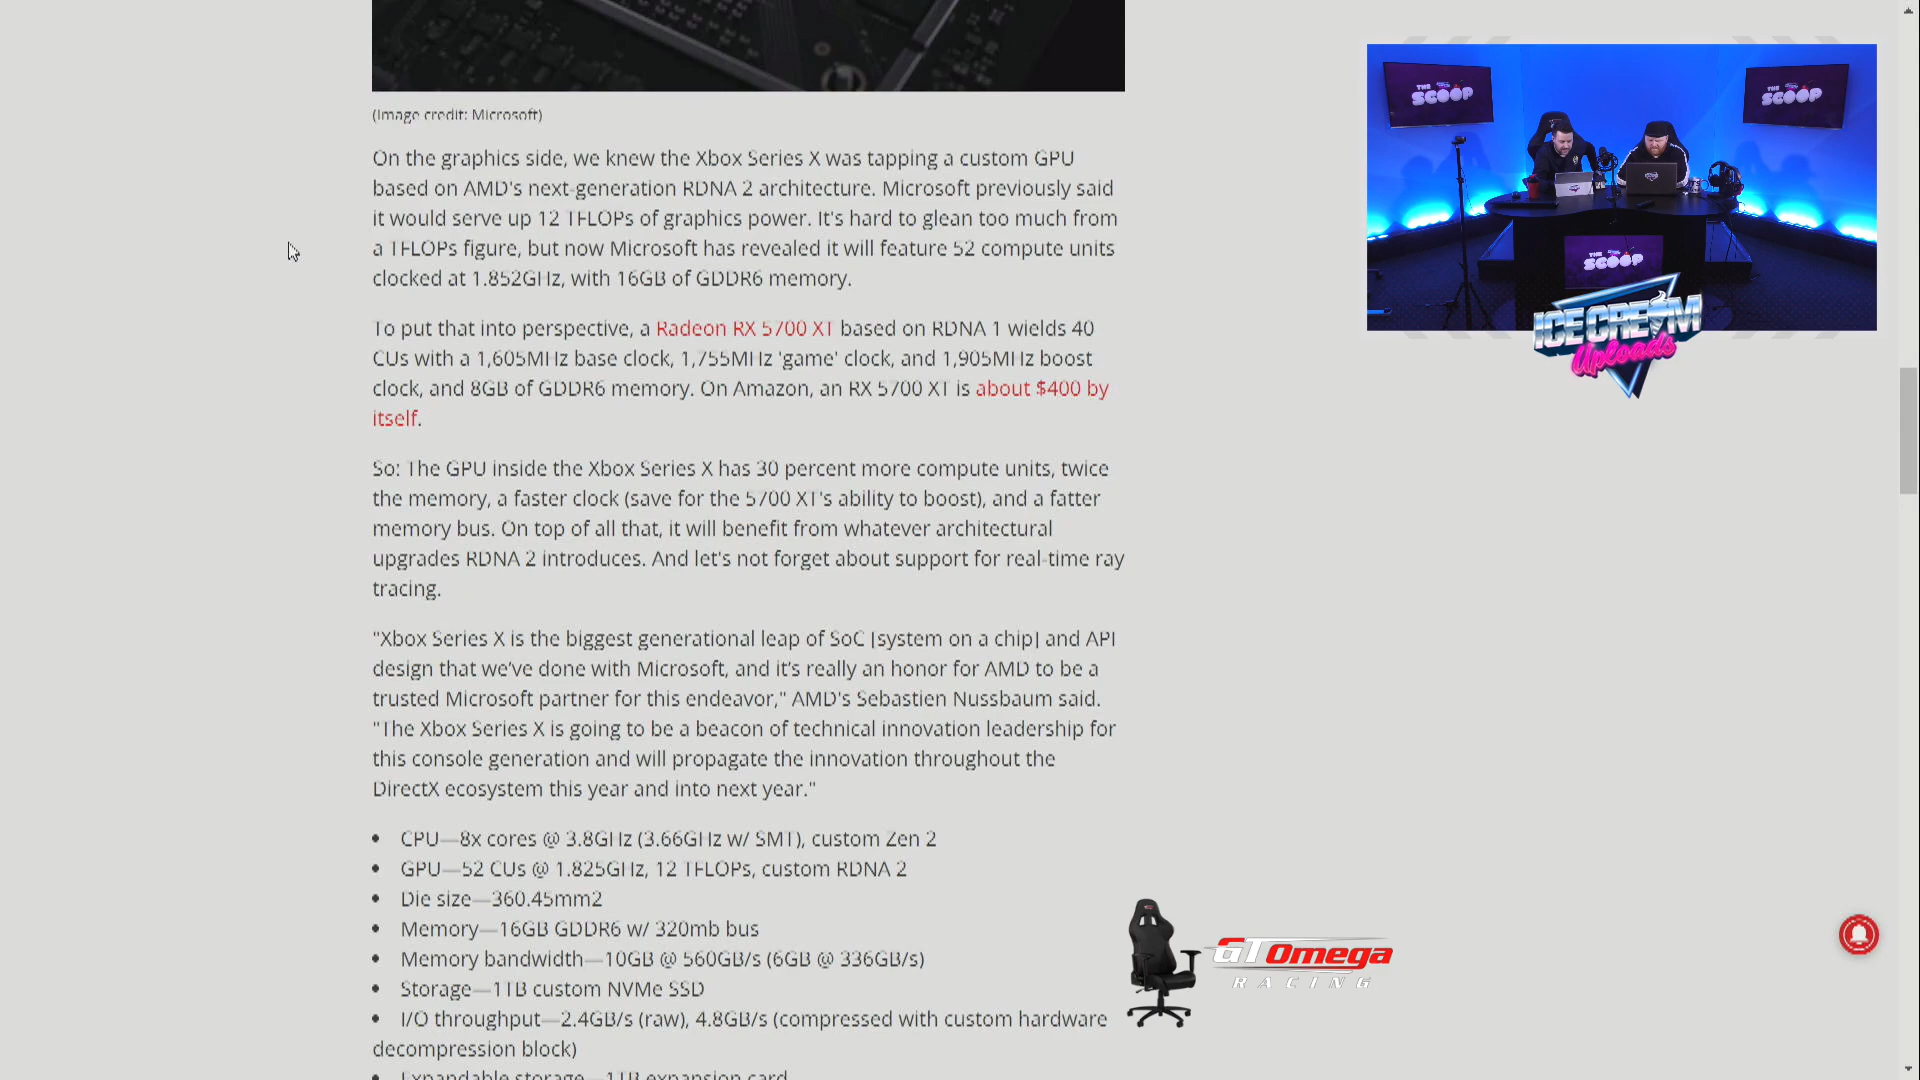 (Image credit: Microsoft)
On the graphics side, we knew the Xbox Series X was tapping a custom GPU
based on AMD's next-generation RDNA 2 architecture. Microsoft previously said
it would serve up 12 TFLOPs of graphics power. It's hard to glean too much from
a TFLOPs figure, but now Microsoft has revealed it will feature 52 compute units
clocked at 1.852GHz, with 16GB of GDDR6 memory.
To put that into perspective, a Radeon RX 5700 XT based on RDNA 1 wields 40
CUs with a 1,605MHz base clock, 1,755MHz 'game' clock, and 1,905MHz boost
clock, and 8GB of GDDR6 memory. On Amazon, an RX 5700 XT is about $400 by
itself.
So: The GPU inside the Xbox Series X has 30 percent more compute units, twice
the memory, a faster clock (save for the 5700 XT's ability to boost), and a fatter
memory bus. On top of all that, it will benefit from whatever architectural
upgrades RDNA 2 introduces. And let's not forget about support for real-time ray
tracing.
"Xbox Series X is the biggest generational leap of SoC [system on a chip] and API
design that we've done with Microsoft, and it's really an honor for AMD to be a
trusted Microsoft partner for this endeavor," AMD's Sebastien Nussbaum said.
"The Xbox Series X is going to be a beacon of technical innovation leadership for
this console generation and will propagate the innovation throughout the
DirectX ecosystem this year and into next year."
• CPU—8x cores @ 3.8GHz (3.66GHz w/ SMT), custom Zen 2
• GPU—52 CUs @ 1.825GHz, 12 TFLOPs, custom RDNA 2
• Die size—360.45mm2
• Memory—16GB GDDR6 w/ 320mb bus
• Memory bandwidth—10GB @ 560GB/s (6GB @ 336GB/s)
• Storage—1TB custom NVMe SSD
• I/O throughput—2.4GB/s (raw), 4.8GB/s (compressed with custom hardware
decompression block)
• Expandable storage—1TB expansion card
THE SCOOP
THE SCOOP
THE SCOOP
ICE CREAM
Uploads
GT Omega
RACING